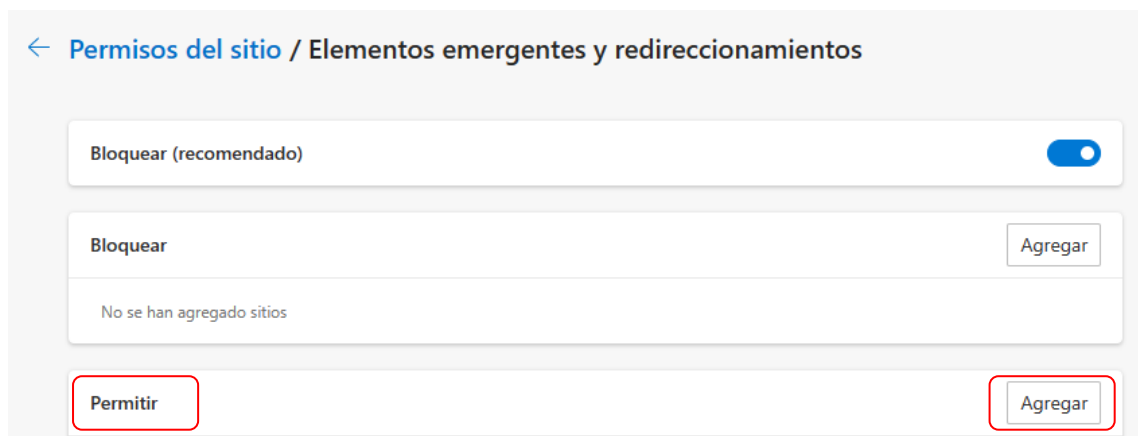 Permisos del sitio / Elementos emergentes y redireccionamientos
Bloquear (recomendado)
Bloquear Agregar
No se han agregado sitios
Permitir Agregar